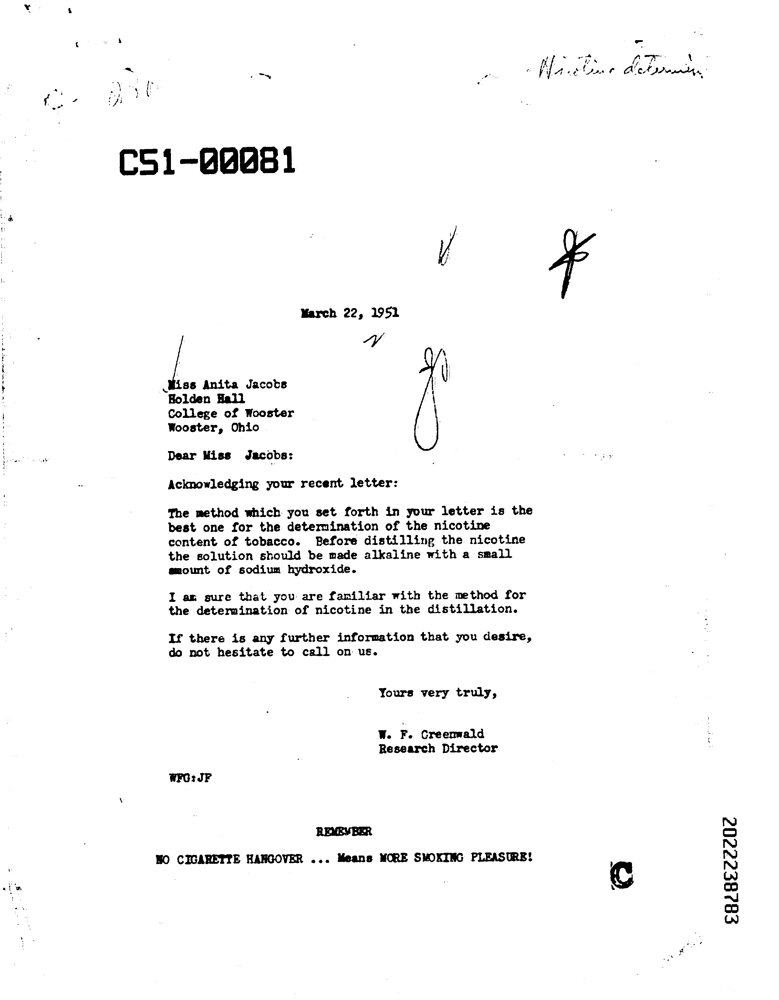 Nicotine determin
C51-00081
March 22, 1951
Miss Anita Jacobs
Holden Hall
College of Wooster
Wooster, Ohio
Dear Miss Jacobs:
Acknowledging your recent letter:
The method which you set forth in your letter is the
best one for the determination of the nicotine
content of tobacco. Before distilling the nicotine
the solution should be made alkaline with a small
amount of sodium hydroxide.
I am sure that you are familiar with the method for
the determination of nicotine in the distillation.
If there is any further information that you desire,
do not hesitate to call on us.
Yours very truly,
W. F. Greenwald
Research Director
WFG:JF
REMEMBER
NO CIGARETTE HANGOVER ... Means MORE SMOKING PLEASURE!
C
2022238783